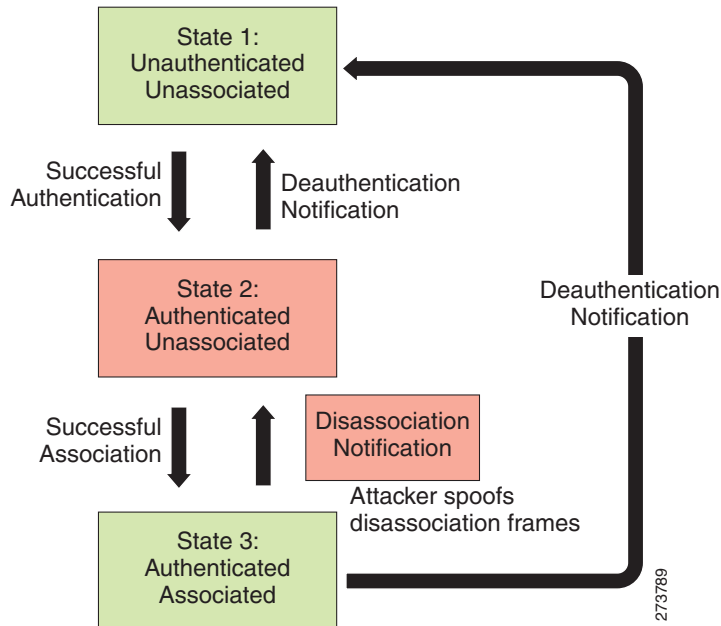 State 1:
Unauthenticated
Unassociated
Successful
Authentication
Deauthentication
Notification
State 2:
Authenticated
Unassociated
Deauthentication
Notification
Successful
Association
Disassociation
Notification
Attacker spoofs
disassociation frames
State 3:
Authenticated
Associated
273789